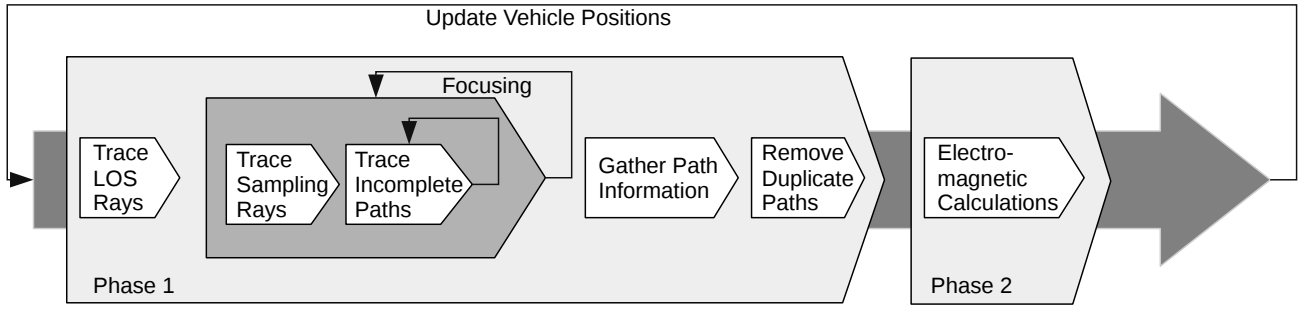 Update Vehicle Positions
Focusing
Trace
LOS
Rays
Trace
Sampling
Rays
Trace
Incomplete
Paths
Gather Path
Information
Remove
Duplicate
Paths
Electro-
magnetic
Calculations
Phase 1
Phase 2